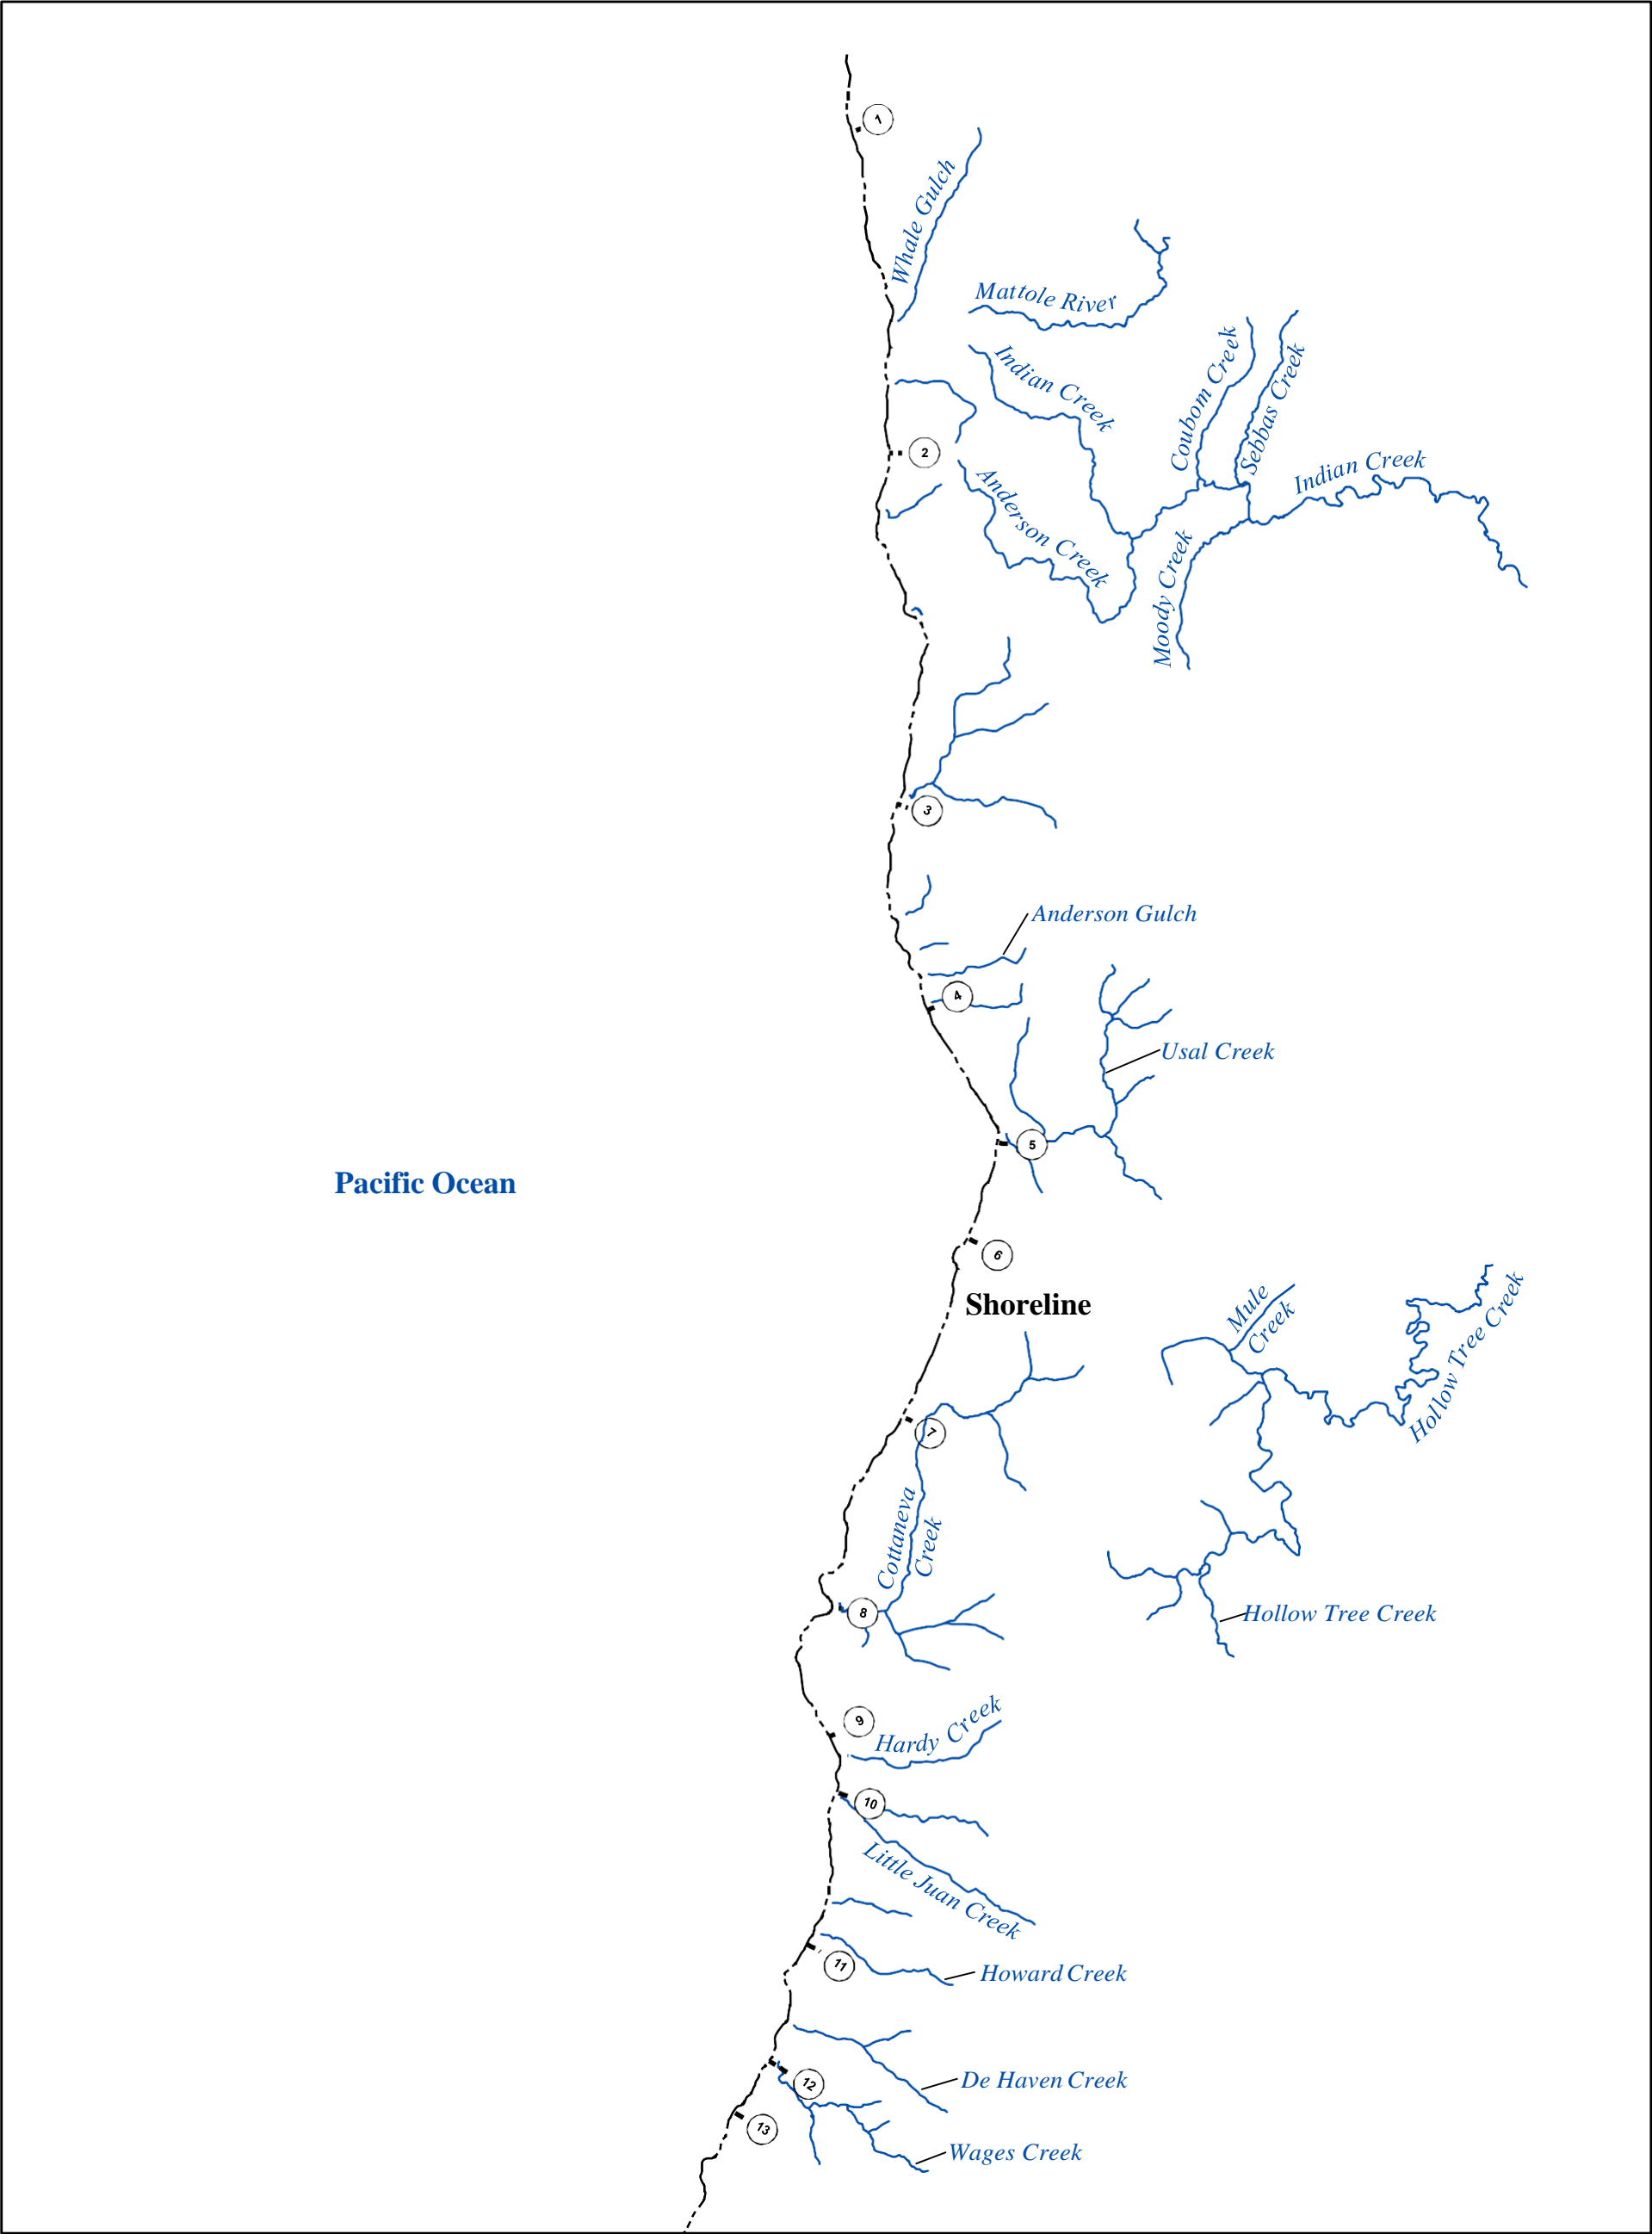 1
Whale Gulch
Mattole River
Indian Creek
Coubom Creek
Sebbas Creek
2
Indian Creek
Anderson Creek
Moody Creek
3
Anderson Gulch
4
Usal Creek
5
Pacific Ocean
6
Shoreline
Mule
Creek
Hollow Tree Creek
7
Cottaneva
Creek
8
Hollow Tree Creek
9
Hardy Creek
10
Little Juan Creek
11
Howard Creek
12
De Haven Creek
13
Wages Creek